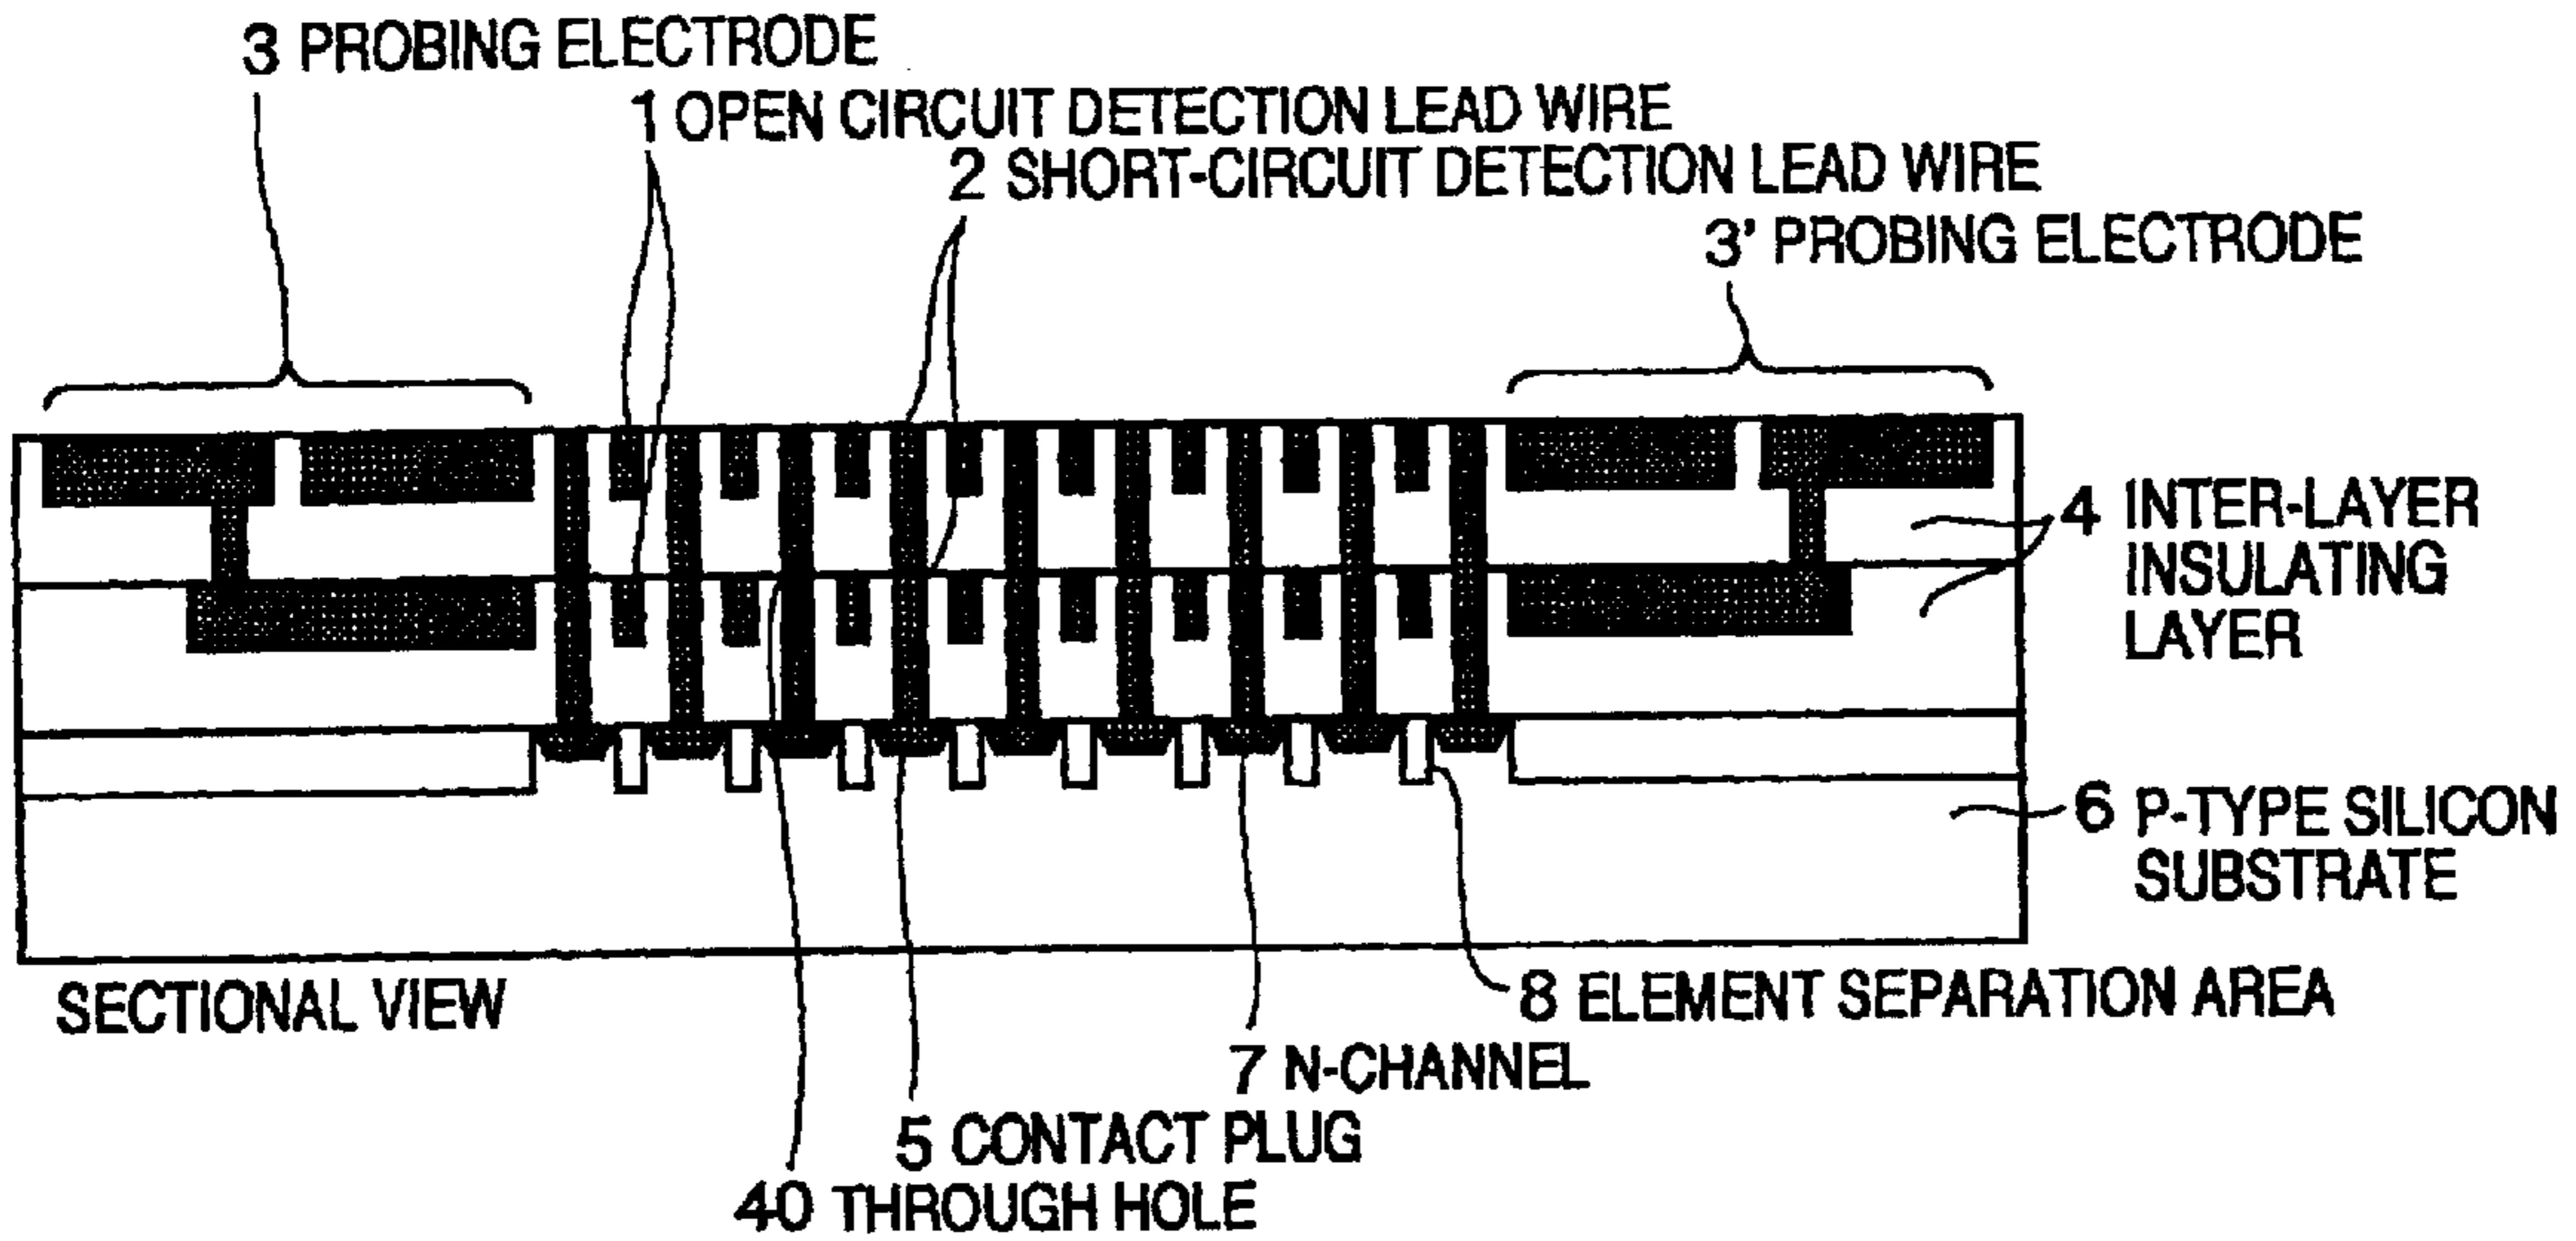 3 PROBING ELECTRODE
1 OPEN CIRCUIT DETECTION LEAD WIRE
2 SHORT-CIRCUIT DETECTION LEAD WIRE
3' PROBING ELECTRODE
4 INTER-LAYER
INSULATING
LAYER
6 P-TYPE SILICON
SUBSTRATE
SECTIONAL VIEW
8 ELEMENT SEPARATION AREA
7 N-CHANNEL
5 CONTACT PLUG
40 THROUGH HOLE